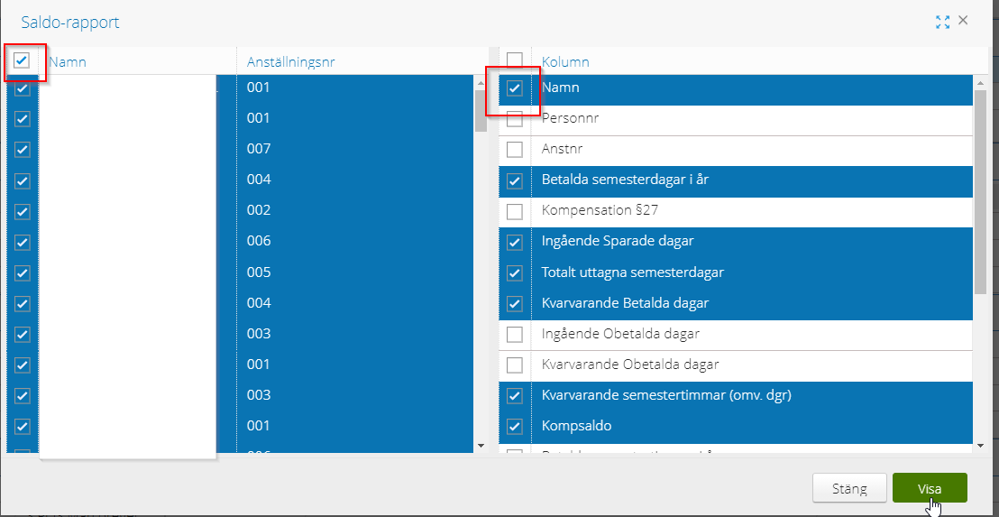 Saldo-rapport
Namn Anställningsnr
001
001
007
004
002
006
005
004
003
001
003
001
Kolumn
Namn
Personnr
Anstnr
Betalda semesterdagar i år
Kompensation §27
Ingående Sparade dagar
Totalt uttagna semesterdagar
Kvarvarande Betalda dagar
Ingående Obetalda dagar
Kvarvarande Obetalda dagar
Kvarvarande semestertimmar (omv. dgr)
Kompsaldo
Stäng Visa